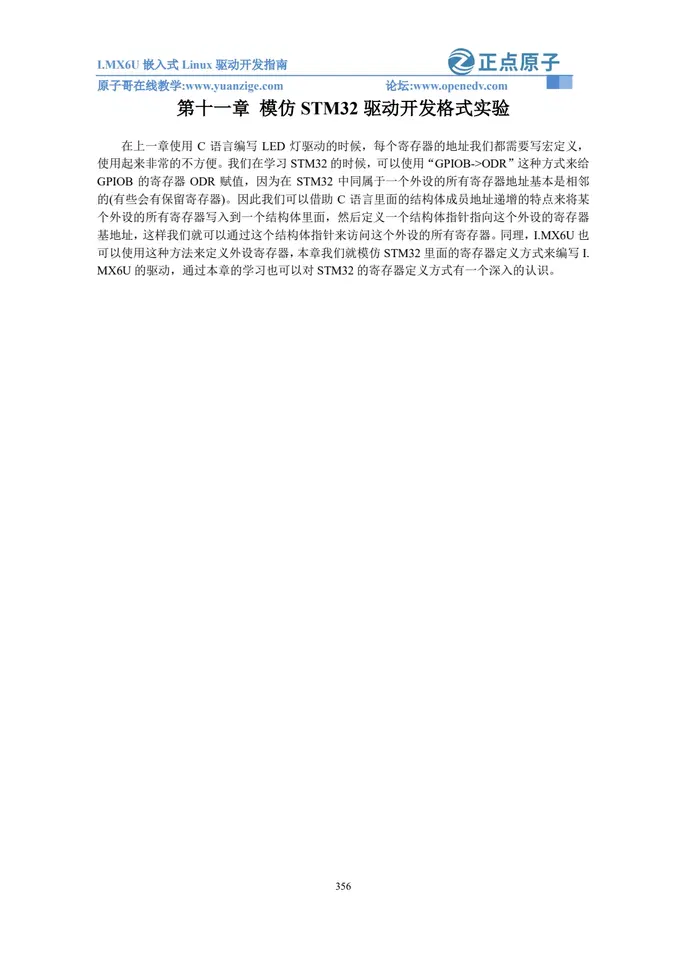 I.MX6U 嵌入式 Linux 驱动开发指南
正点原子
原子哥在线教学:www.yuanzige.com 论坛:www.openedv.com
第十一章 模仿 STM32 驱动开发格式实验
在上一章使用 C 语言编写 LED 灯驱动的时候，每个寄存器的地址我们都需要写宏定义，
使用起来非常的不方便。我们在学习 STM32 的时候，可以使用“GPIOB->ODR”这种方式来给
GPIOB 的寄存器 ODR 赋值，因为在 STM32 中同属于一个外设的所有寄存器地址基本是相邻
的(有些会有保留寄存器)。因此我们可以借助 C 语言里面的结构体成员地址递增的特点来将某
个外设的所有寄存器写入到一个结构体里面，然后定义一个结构体指针指向这个外设的寄存器
基地址，这样我们就可以通过这个结构体指针来访问这个外设的所有寄存器。同理，I.MX6U 也
可以使用这种方法来定义外设寄存器，本章我们就模仿 STM32 里面的寄存器定义方式来编写 I.
MX6U 的驱动，通过本章的学习也可以对 STM32 的寄存器定义方式有一个深入的认识。
356